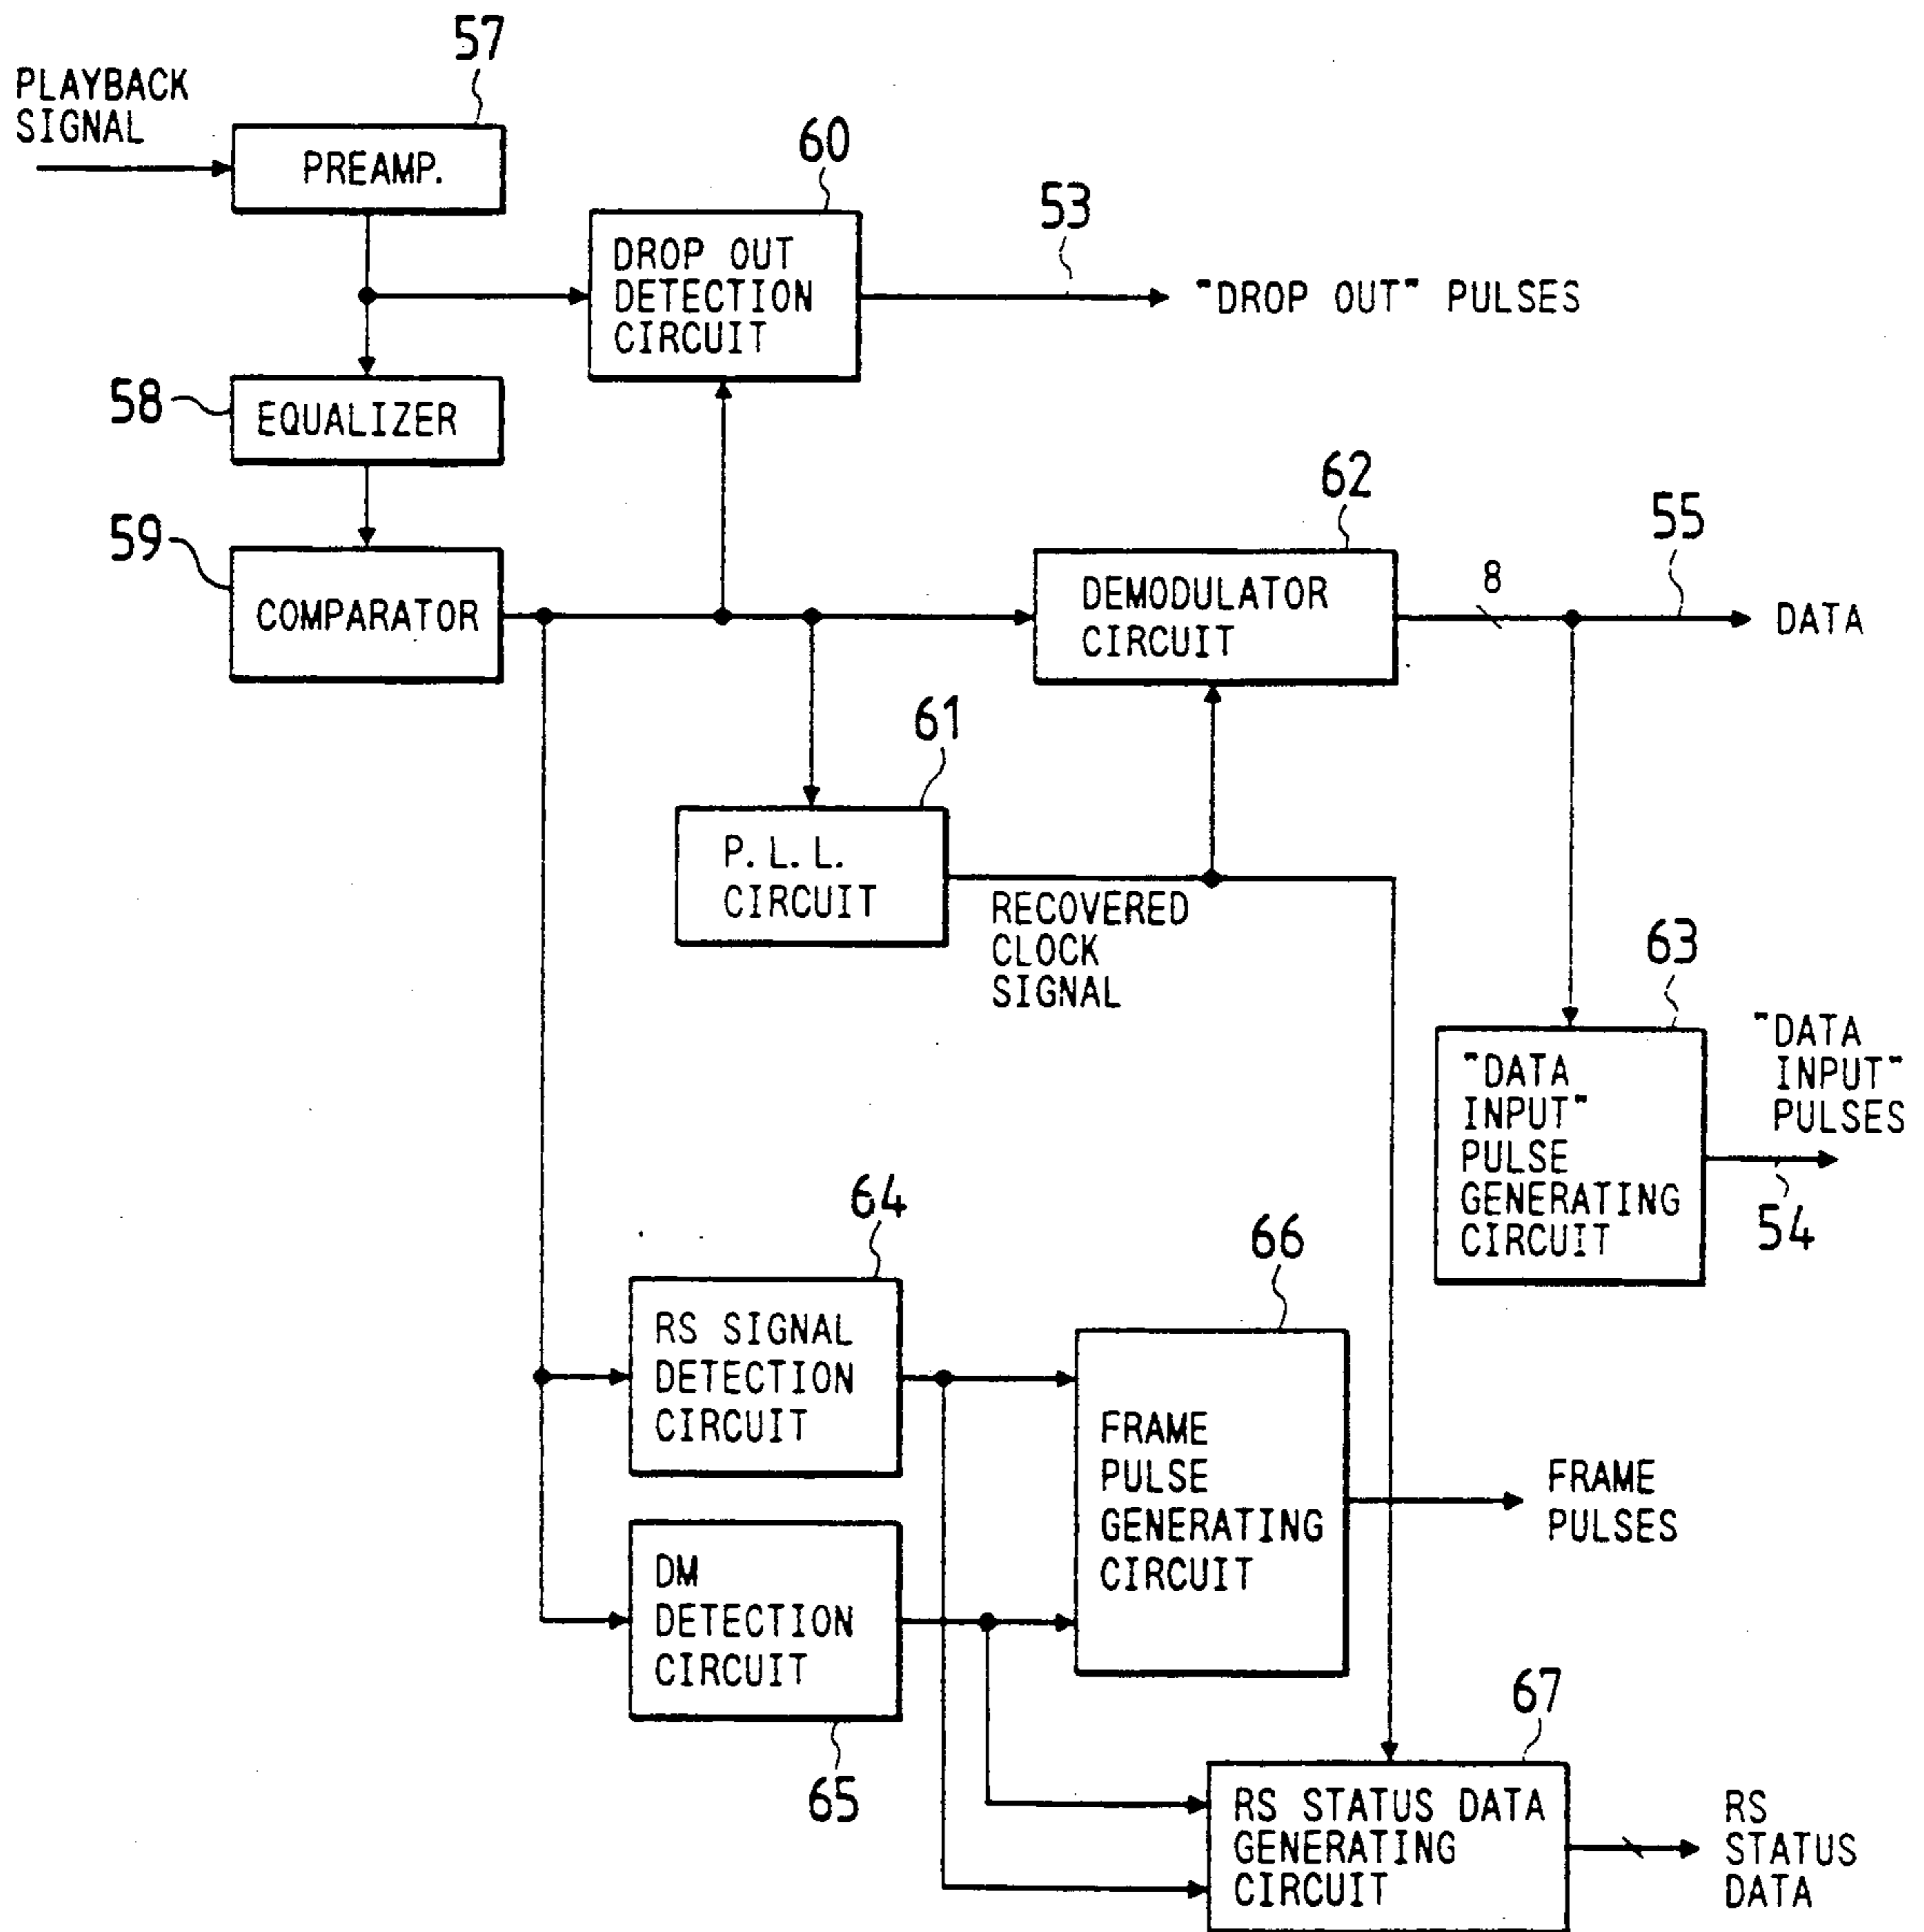 57
PLAYBACK
SIGNAL
PREAMP.
60
DROP OUT
DETECTION
CIRCUIT
53
"DROP OUT" PULSES
58
EQUALIZER
59
COMPARATOR
62
DEMODULATOR
CIRCUIT
8
55
DATA
61
P.L.L.
CIRCUIT
RECOVERED
CLOCK
SIGNAL
63
"DATA
INPUT"
PULSE
GENERATING
CIRCUIT
"DATA
INPUT"
PULSES
54
64
RS SIGNAL
DETECTION
CIRCUIT
66
FRAME
PULSE
GENERATING
CIRCUIT
FRAME
PULSES
DM
DETECTION
CIRCUIT
65
67
RS STATUS DATA
GENERATING
CIRCUIT
RS
STATUS
DATA